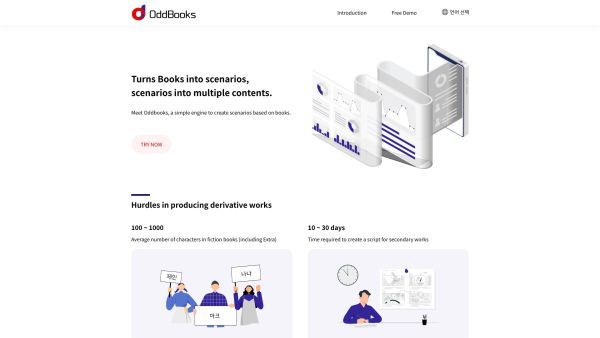 OddBooks
Introduction
Free Demo
언어 선택
Turns Books into scenarios,
scenarios into multiple contents.
Meet Oddbooks, a simple engine to create scenarios based on books.
TRY NOW
Hurdles in producing derivative works
100 ~ 1000
Average number of characters in fiction books (including Extra)
10 ~ 30 days
Time required to create a script for secondary works
나나
마크